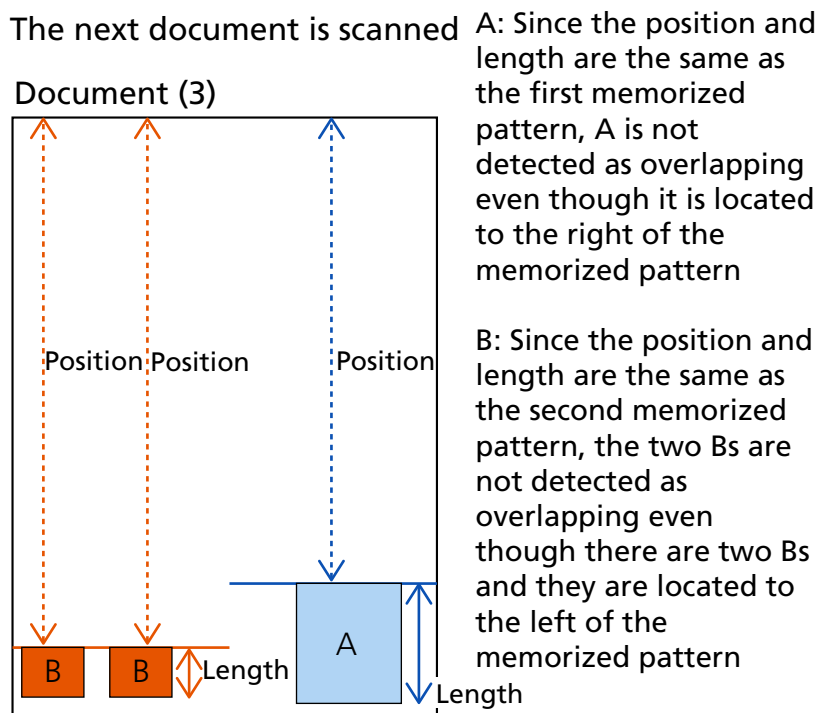 The next document is scanned
Document (3)
Position
Position
Position
B
B
Length
A
Length
A: Since the position and
length are the same as
the first memorized
pattern, A is not
detected as overlapping
even though it is located
to the right of the
memorized pattern
B: Since the position and
length are the same as
the second memorized
pattern, the two Bs are
not detected as
overlapping even
though there are two Bs
and they are located to
the left of the
memorized pattern